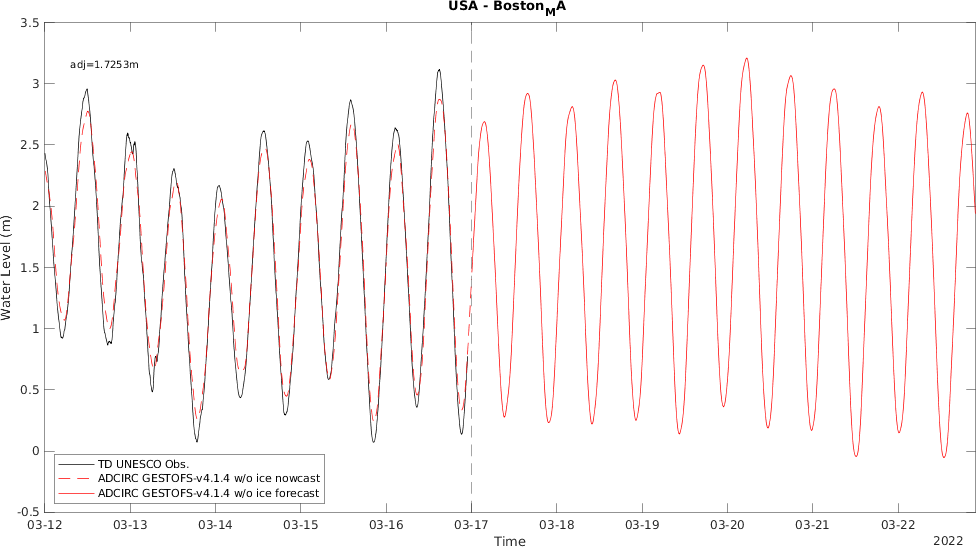 USA - Boston_MA
3.5
adj=1.7253m
3
2.5
2
1.5
1
0.5
0
-0.5
Water Level (m)
TD UNESCO Obs.
ADCIRC GESTOFS-v4.1.4 w/o ice nowcast
ADCIRC GESTOFS-v4.1.4 w/o ice forecast
03-12 03-13 03-14 03-15 03-16 03-17 03-18 03-19 03-20 03-21 03-22
Time
2022